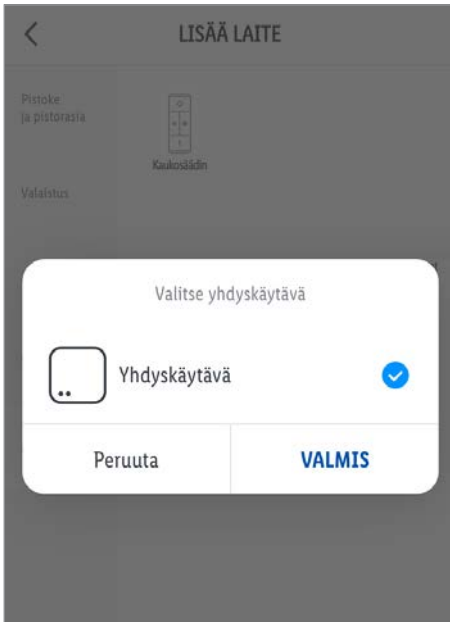 LISÄÄ LAITE
Pistoke
ja pistorasia
Kaukosäädin
Valaistus
Valitse yhdyskäytävä
Yhdyskäytävä
Peruuta
VALMIS